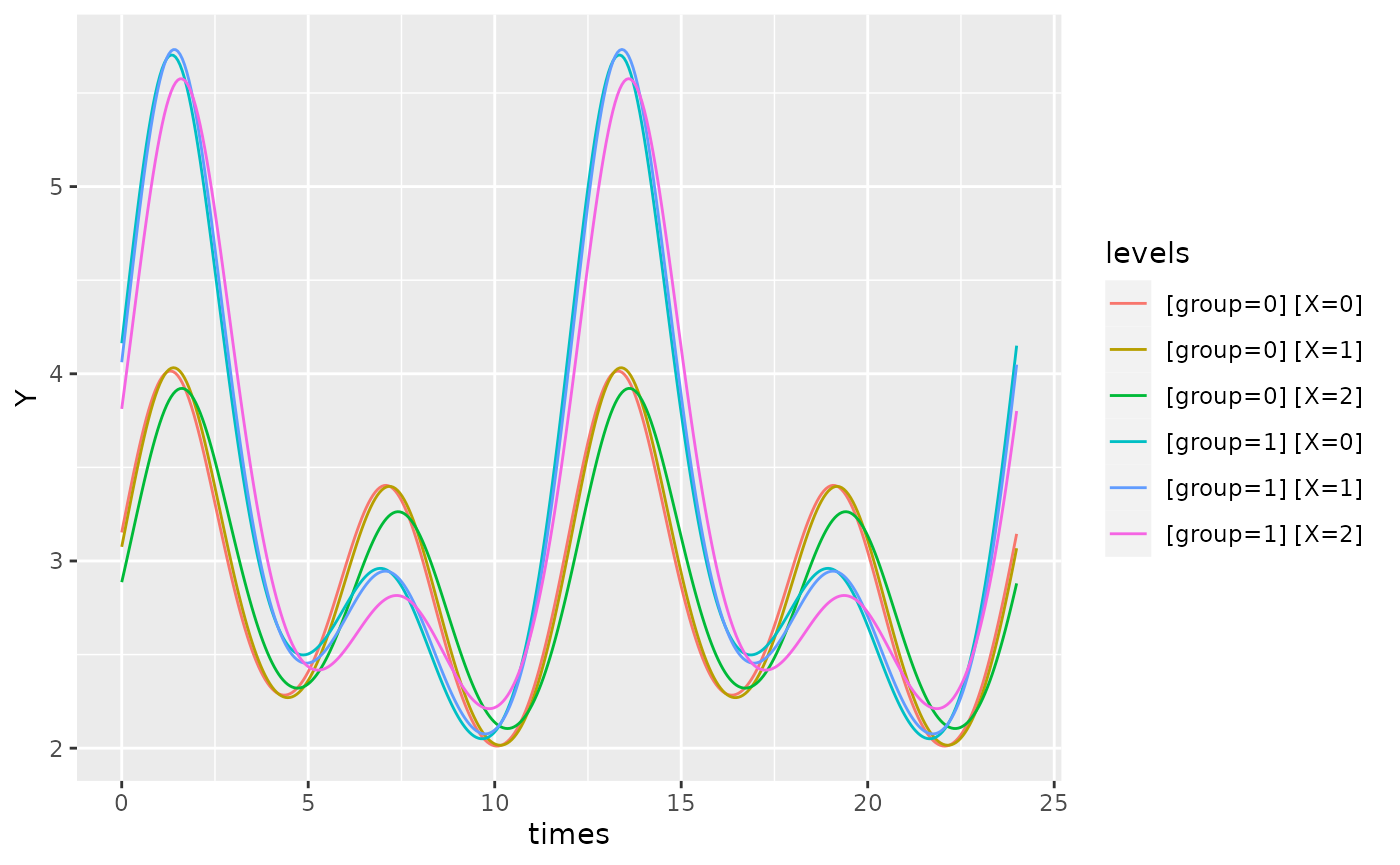 5
4
3
2
Y
0 5 10 15 20 25
times
levels
[group=0] [X=0]
[group=0] [X=1]
[group=0] [X=2]
[group=1] [X=0]
[group=1] [X=1]
[group=1] [X=2]